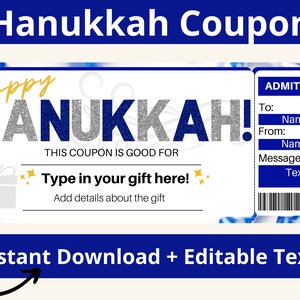 Hanukkah Coupon
ppy
ANUKKAH!
THIS COUPON IS GOOD FOR
Type in your gift here!
Add details about the gift
ADMIT
To:
Nam
From:
Nam
Message
Tex
stant Download + Editable Tex